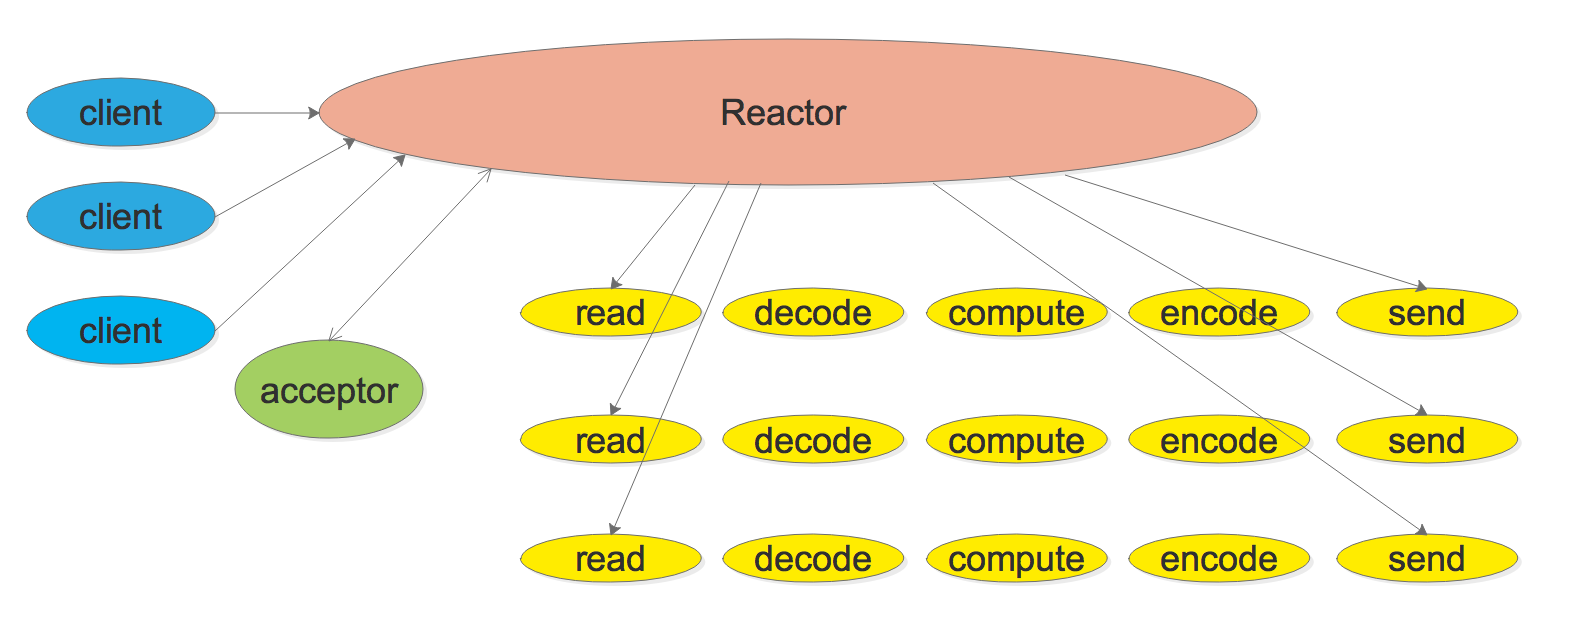 client
Reactor
client
client
acceptor
read
decode
compute
encode
send
read
decode
compute
encode
send
read
decode
compute
encode
send